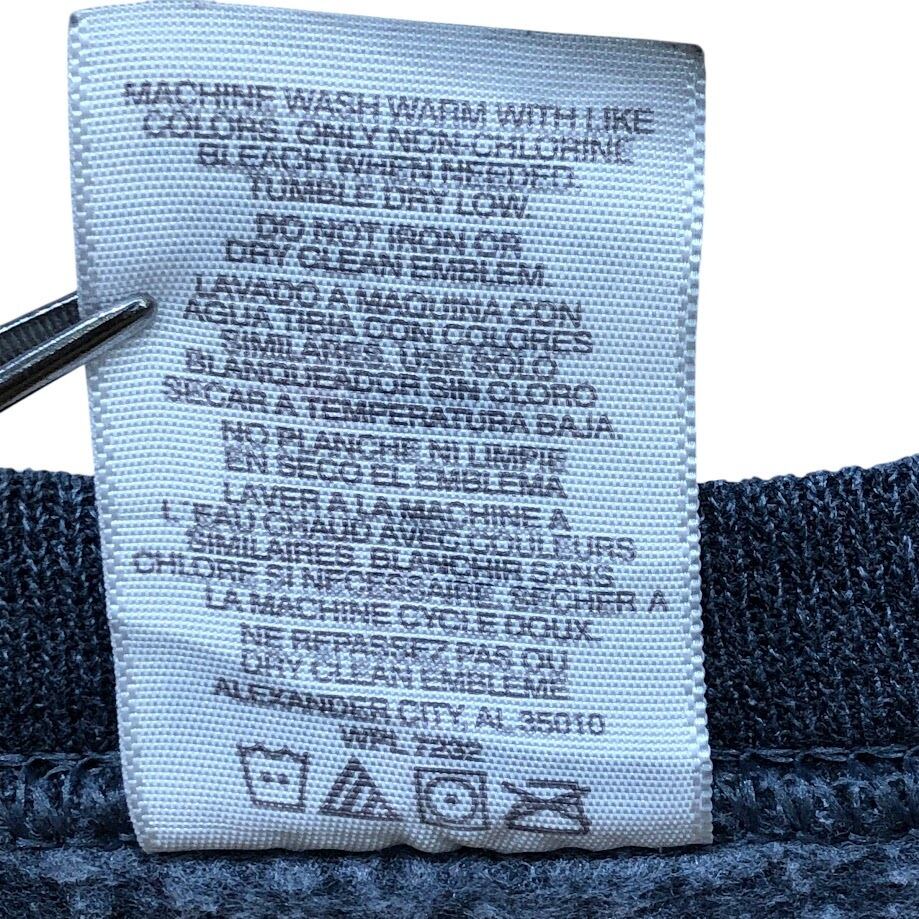 MACHINE WASH WARM WITH LIKE
COLORS. ONLY NON-CHLORINE
BLEACH WHEN NEEDED.
TUMBLE DRY LOW.
DO NOT IRON OR
DRY CLEAN EMBLEM
LAVADO A MAQUINA CON
AGUA TIBIA CON COLORES
SIMILARES. USE SOLO
BLANQUEADOR SIN CLORO
SECAR A TEMPERATURA BAJA.
NO PLANCHE NI LIMPIE
EN SECO EL EMBLEMA
LAVER A LA MACHINE A
L'EAU CHAUD AVEC COULEURS
SIMILAIRES. BLANCHIR SANS
CHLORE SI NECESSAIRE. SECHER A
LA MACHINE CYCLE DOUX.
NE REPASSEZ PAS OU
DRY CLEAN EMBLEME
ALEXANDER CITY, AL 35010
WPL 7232